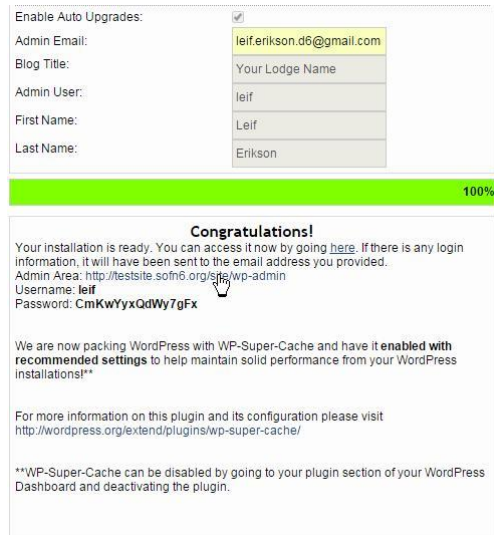 Enable Auto Upgrades:
Admin Email: leif.erikson.d6@gmail.com
Blog Title: Your Lodge Name
Admin User: leif
First Name: Leif
Last Name: Erikson
100%
Congratulations!
Your installation is ready. You can access it now by going here. If there is any login
information, it will have been sent to the email address you provided.
Admin Area: http://testsite.sofn6.org/site/wp-admin
Username: leif
Password: CmKwYyxQdWy7gFx
We are now packing WordPress with WP-Super-Cache and have it enabled with
recommended settings to help maintain solid performance from your WordPress
installations!**
For more information on this plugin and its configuration please visit
http://wordpress.org/extend/plugins/wp-super-cache/
**WP-Super-Cache can be disabled by going to your plugin section of your WordPress
Dashboard and deactivating the plugin.